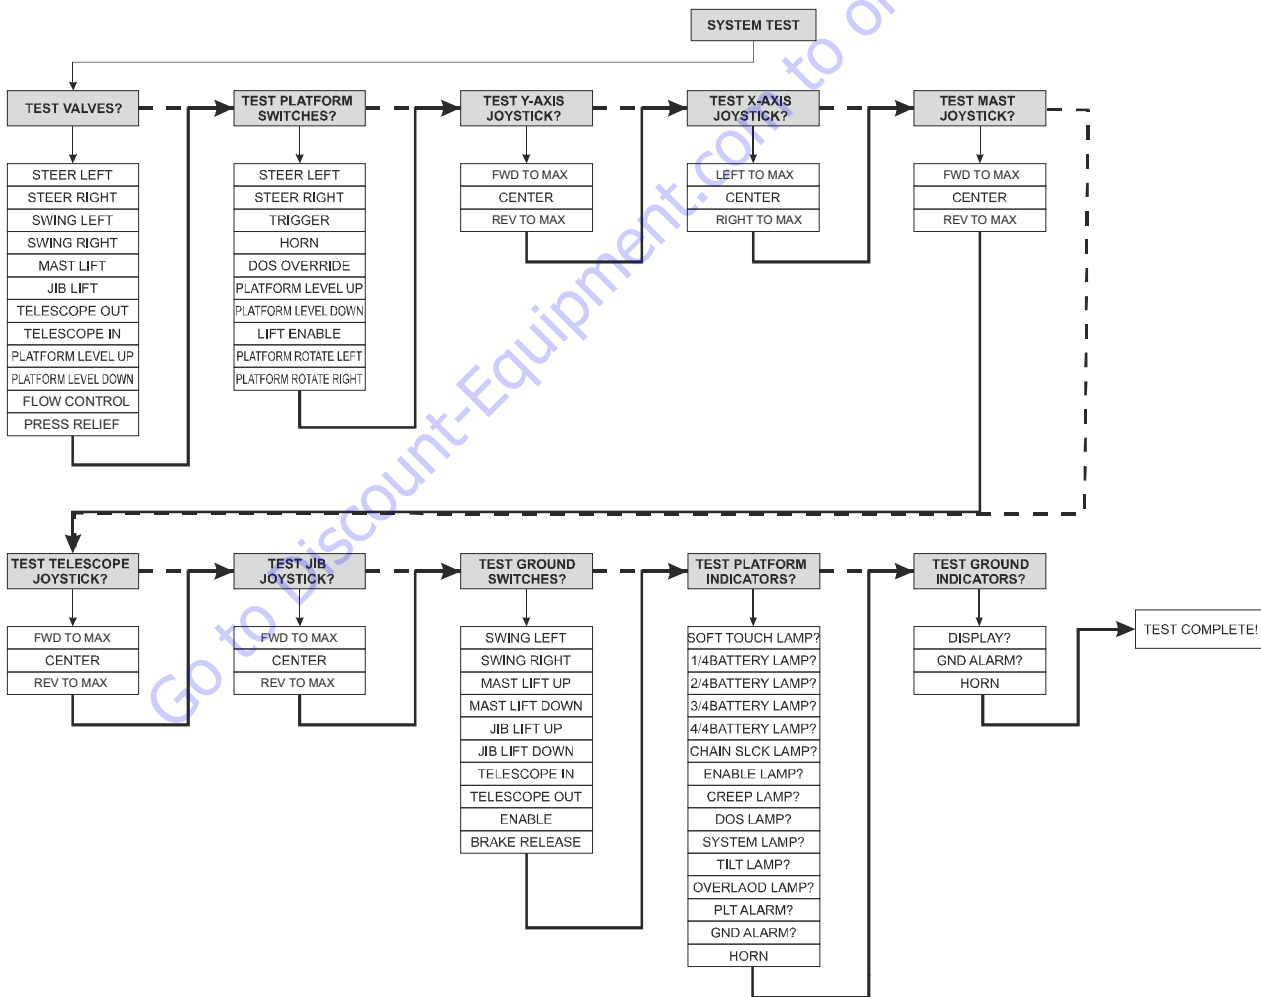 SYSTEM TEST
TEST VALVES?
STEER LEFT
STEER RIGHT
SWING LEFT
SWING RIGHT
MAST LIFT
JIB LIFT
TELESCOPE OUT
TELESCOPE IN
PLATFORM LEVEL UP
PLATFORM LEVEL DOWN
FLOW CONTROL
PRESS RELIEF
TEST PLATFORM
SWITCHES?
STEER LEFT
STEER RIGHT
TRIGGER
HORN
DOS OVERRIDE
PLATFORM LEVEL UP
PLATFORM LEVEL DOWN
LIFT ENABLE
PLATFORM ROTATE LEFT
PLATFORM ROTATE RIGHT
TEST Y-AXIS
JOYSTICK?
FWD TO MAX
CENTER
REV TO MAX
TEST X-AXIS
JOYSTICK?
LEFT TO MAX
CENTER
RIGHT TO MAX
TEST MAST
JOYSTICK?
FWD TO MAX
CENTER
REV TO MAX
TEST TELESCOPE
JOYSTICK?
FWD TO MAX
CENTER
REV TO MAX
TEST JIB
JOYSTICK?
FWD TO MAX
CENTER
REV TO MAX
TEST GROUND
SWITCHES?
SWING LEFT
SWING RIGHT
MAST LIFT UP
MAST LIFT DOWN
JIB LIFT UP
JIB LIFT DOWN
TELESCOPE IN
TELESCOPE OUT
ENABLE
BRAKE RELEASE
TEST PLATFORM
INDICATORS?
SOFT TOUCH LAMP?
1/4BATTERY LAMP?
2/4BATTERY LAMP?
3/4BATTERY LAMP?
4/4BATTERY LAMP?
CHAIN SLCK LAMP?
ENABLE LAMP?
CREEP LAMP?
DOS LAMP?
SYSTEM LAMP?
TILT LAMP?
OVERLAOD LAMP?
PLT ALARM?
GND ALARM?
HORN
TEST GROUND
INDICATORS?
DISPLAY?
GND ALARM?
HORN
TEST COMPLETE!
Go to Discount-Equipment.com to or